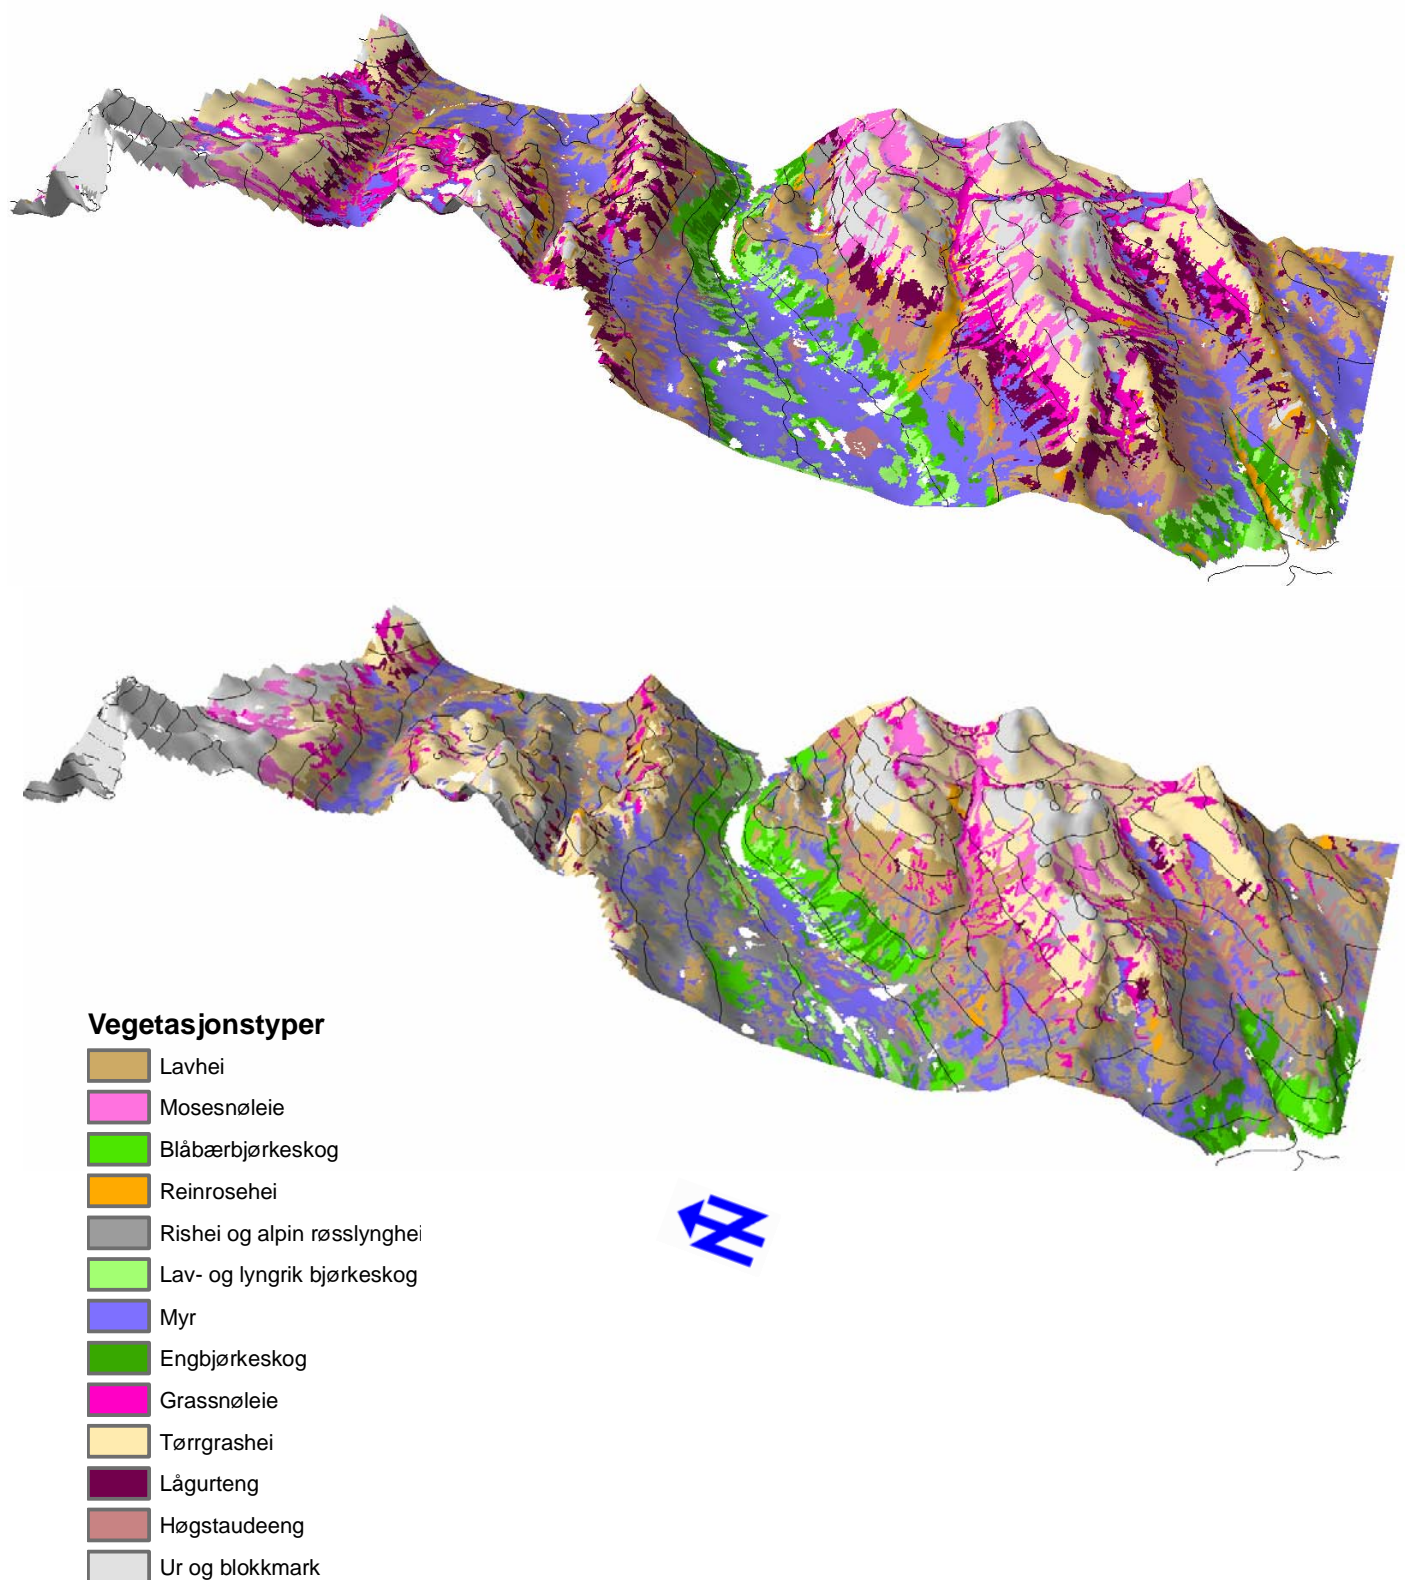 Vegetasjonstyper
Lavhei
Mosesnøleie
Blåbærbjørkeskog
Reinrosehei
Rishei og alpin røsslynghei
Lav- og lyngrik bjørkeskog
Myr
Engbjørkeskog
Grassnøleie
Tørrgrashei
Lågurteng
Høgstaudeeng
Ur og blokkmark
N